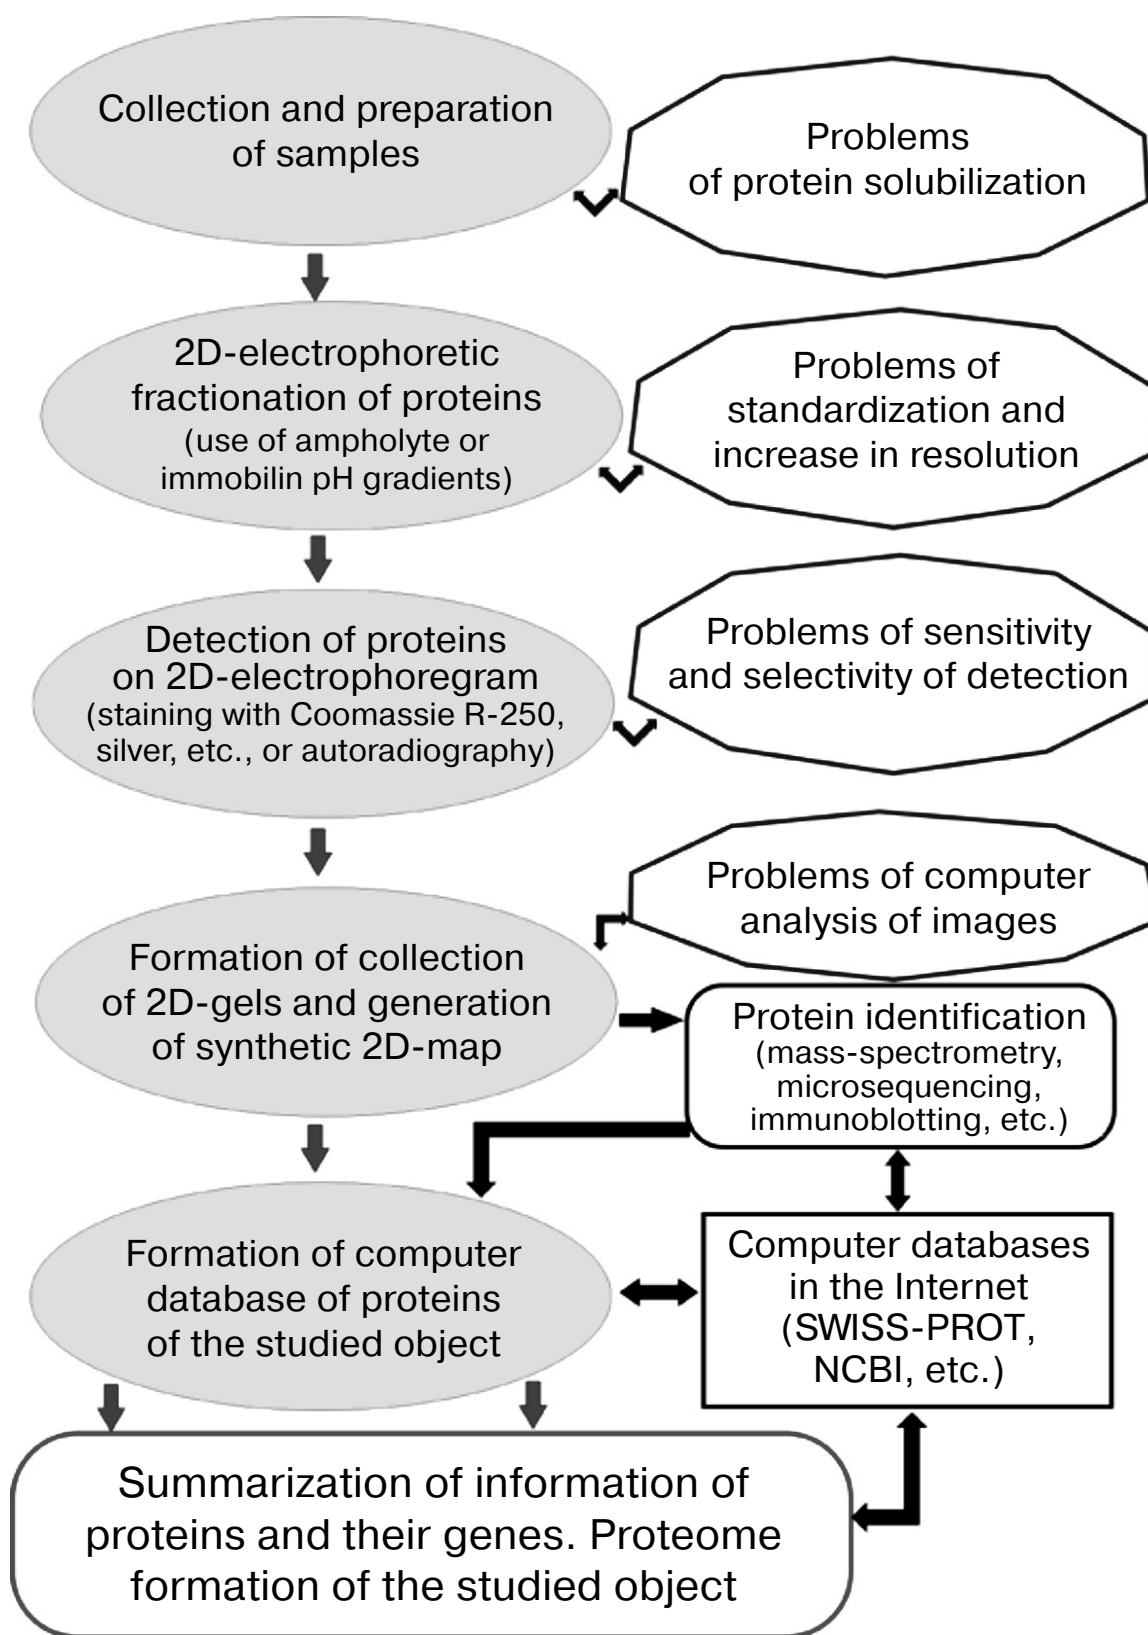 Collection and preparation
of samples
Problems
of protein solubilization
2D-electrophoretic
fractionation of proteins
(use of ampholyte or
immobilin pH gradients)
Problems of
standardization and
increase in resolution
Detection of proteins
on 2D-electrophoregram
(staining with Coomassie R-250,
silver, etc., or autoradiography)
Problems of sensitivity
and selectivity of detection
Problems of computer
analysis of images
Formation of collection
of 2D-gels and generation
of synthetic 2D-map
Protein identification
(mass-spectrometry,
microsequencing,
immunoblotting, etc.)
Formation of computer
database of proteins
of the studied object
Computer databases
in the Internet
(SWISS-PROT,
NCBI, etc.)
Summarization of information of
proteins and their genes. Proteome
formation of the studied object